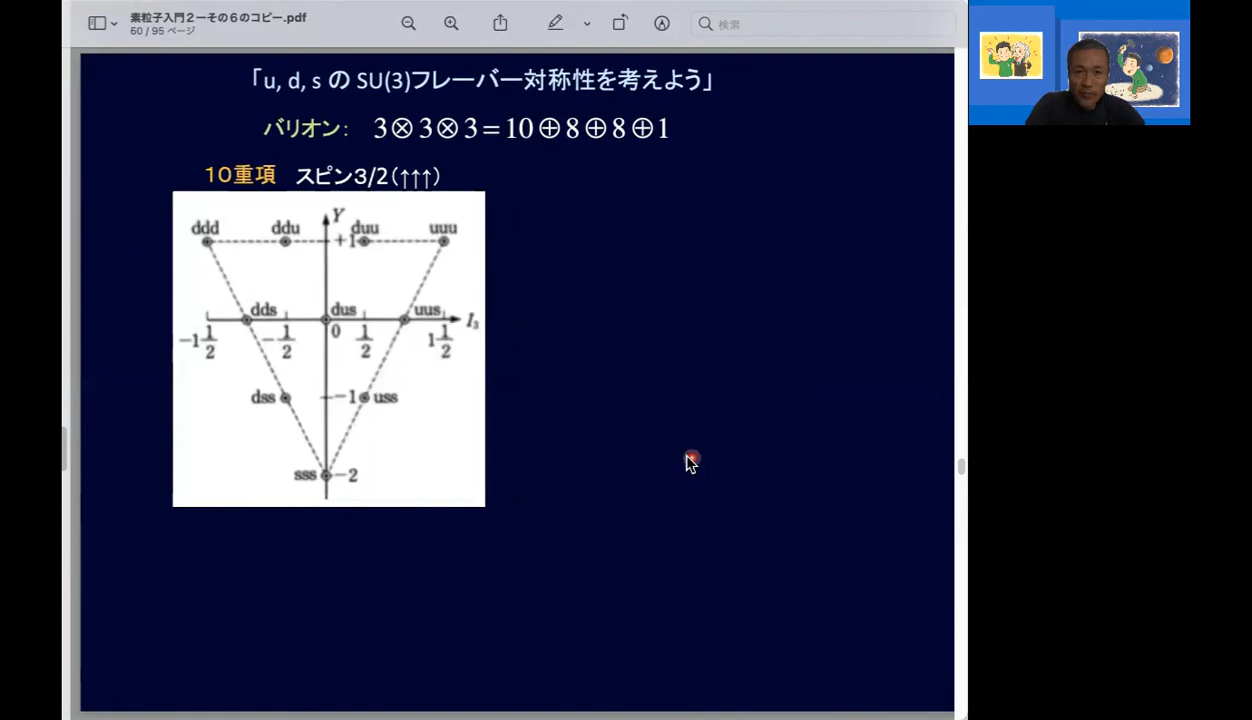 素粒子入門２ーその６のコピー.pdf
60 / 95 ページ
検索
「u, d, s の SU(3)フレーバー対称性を考えよう」
バリオン： 3⊗3⊗3=10⊕8⊕8⊕1
１０重項 スピン３/２(↑↑↑)
Y
ddd ddu duu uuu
+1
dds dus uus
I₃
-1 1/2 -1/2 0 1/2 1 1/2
dss -1 uss
sss -2